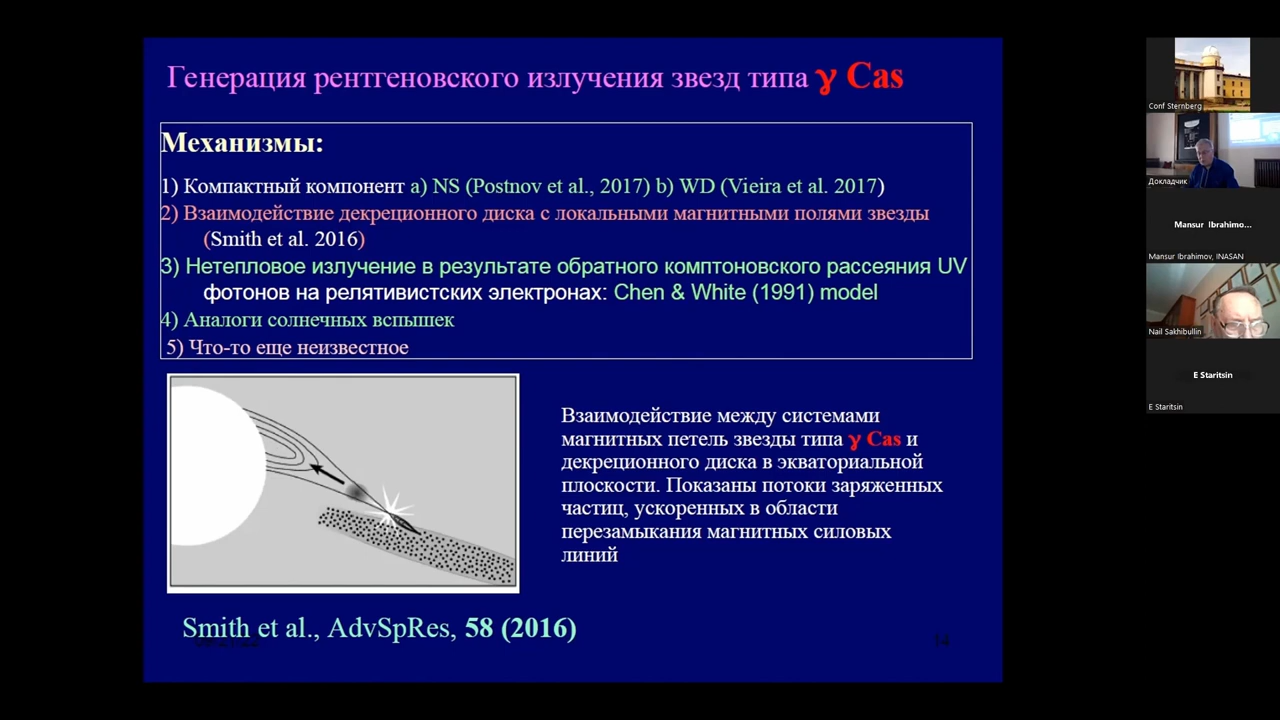 Генерация рентгеновского излучения звезд типа γ Cas
Механизмы:
1) Компактный компонент a) NS (Postnov et al., 2017) b) WD (Vieira et al. 2017)
2) Взаимодействие декреционного диска с локальными магнитными полями звезды
(Smith et al. 2016)
3) Нетепловое излучение в результате обратного комптоновского рассеяния UV
фотонов на релятивистских электронах: Chen & White (1991) model
4) Аналоги солнечных вспышек
5) Что-то еще неизвестное
Взаимодействие между системами
магнитных петель звезды типа γ Cas и
декреционного диска в экваториальной
плоскости. Показаны потоки заряженных
частиц, ускоренных в области
перезамыкания магнитных силовых
линий
Smith et al., AdvSpRes, 58 (2016)
14
Conf Sternberg
Докладчик
Mansur Ibrahimo...
Mansur Ibrahimov, INASAN
Nail Sakhibullin
E Staritsin
E Staritsin